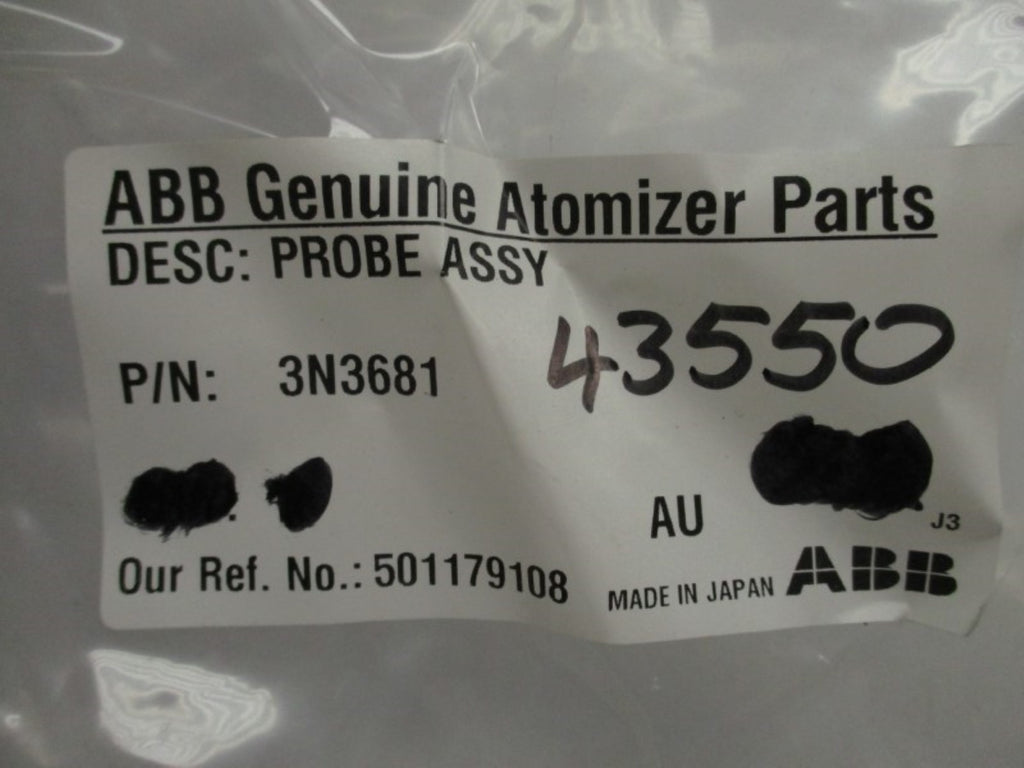 ABB Genuine Atomizer Parts
DESC: PROBE ASSY
43550
P/N: 3N3681
AU
J3
Our Ref. No.: 501179108
MADE IN JAPAN ABB